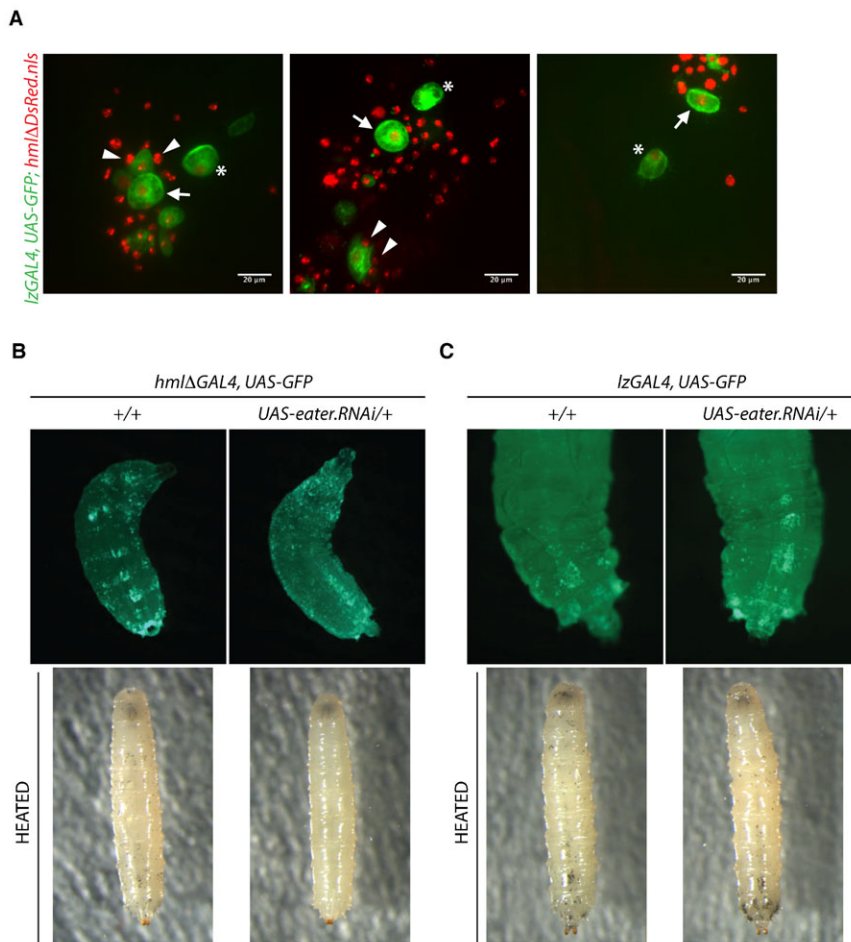 A
lzGAL4, UAS-GFP; hmlΔDsRed.nls
*
*
*
20 µm
20 µm
20 µm
B
hmlΔGAL4, UAS-GFP
+/+
UAS-eater.RNAi/+
HEATED
C
lzGAL4, UAS-GFP
+/+
UAS-eater.RNAi/+
HEATED